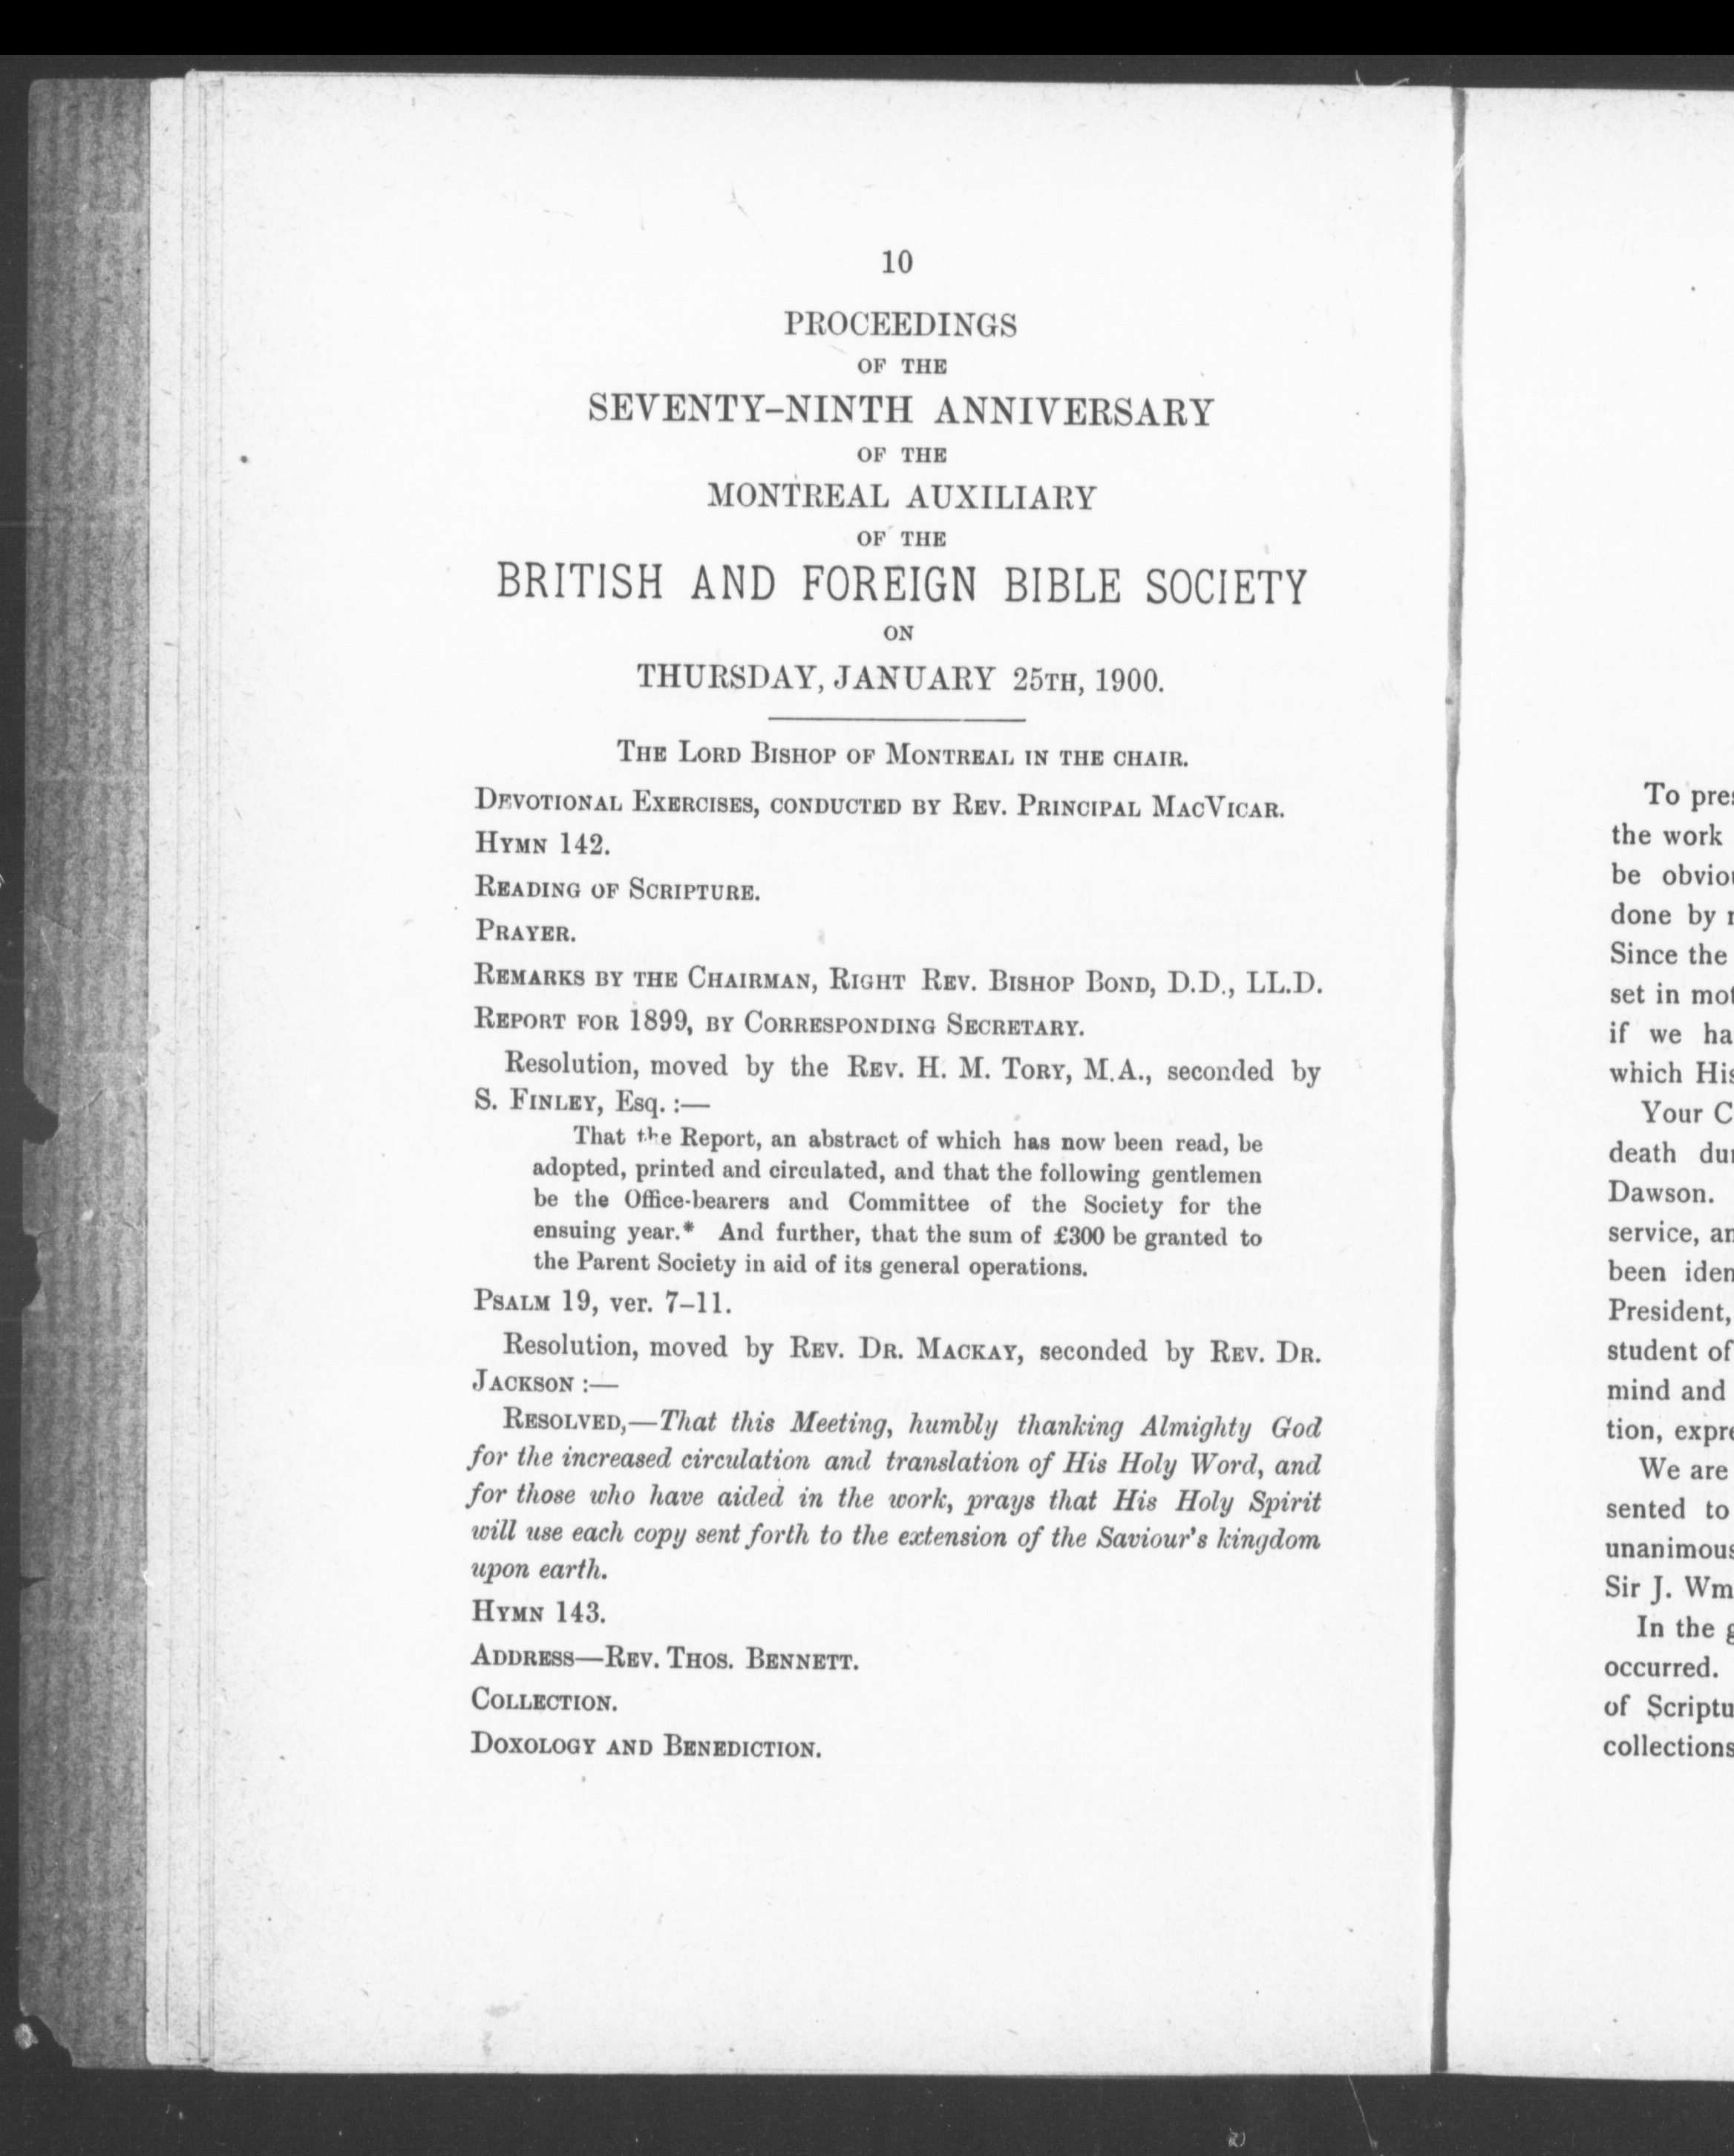 10
PROCEEDINGS
OF THE
SEVENTY-NINTH ANNIVERSARY
OF THE
MONTREAL AUXILIARY
OF THE
BRITISH AND FOREIGN BIBLE SOCIETY
ON
THURSDAY, JANUARY 25TH, 1900.
THE LORD BISHOP OF MONTREAL IN THE CHAIR.
DEVOTIONAL EXERCISES, CONDUCTED BY REV. PRINCIPAL MACVICAR.
HYMN 142.
READING OF SCRIPTURE.
PRAYER.
REMARKS BY THE CHAIRMAN, RIGHT REV. BISHOP BOND, D.D., LL.D.
REPORT FOR 1899, BY CORRESPONDING SECRETARY.
Resolution, moved by the REV. H. M. TORY, M.A., seconded by
S. FINLEY, Esq. :—
That the Report, an abstract of which has now been read, be
adopted, printed and circulated, and that the following gentlemen
be the Office-bearers and Committee of the Society for the
ensuing year.* And further, that the sum of £300 be granted to
the Parent Society in aid of its general operations.
PSALM 19, ver. 7–11.
Resolution, moved by REV. DR. MACKAY, seconded by REV. DR.
JACKSON :—
RESOLVED,—That this Meeting, humbly thanking Almighty God
for the increased circulation and translation of His Holy Word, and
for those who have aided in the work, prays that His Holy Spirit
will use each copy sent forth to the extension of the Saviour's kingdom
upon earth.
HYMN 143.
ADDRESS—REV. THOS. BENNETT.
COLLECTION.
DOXOLOGY AND BENEDICTION.
To pres
the work
be obviou
done by
Since the
set in mot
if we ha
which His
Your C
death dur
Dawson.
service, an
been iden
President,
student of
mind and
tion, expre
We are
sented to
unanimous
Sir J. Wm
In the g
occurred.
of Scriptu
collections